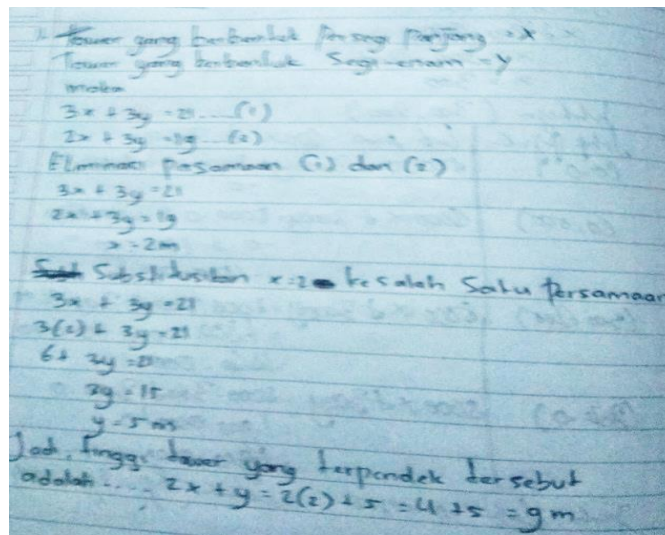 Tower yang berbentuk Persegi Panjang = x
Tower yang berbentuk Segi-enam = y
maka
3x + 3y = 21 .... (1)
2x + 3y = 19 ... (2)
Eliminasi Pasamaan (1) dan (2)
3x + 3y = 21
2x + 3y = 19
x = 2m
Substitusikan x = 2 kesalah Satu Persamaan
3x + 3y = 21
3(2) + 3y = 21
6 + 3y = 21
3y = 15
y = 5 m
Jadi, tinggi tower yang terpendek tersebut
adalah .... 2x + y = 2(2) + 5 = 4 + 5 = 9 m